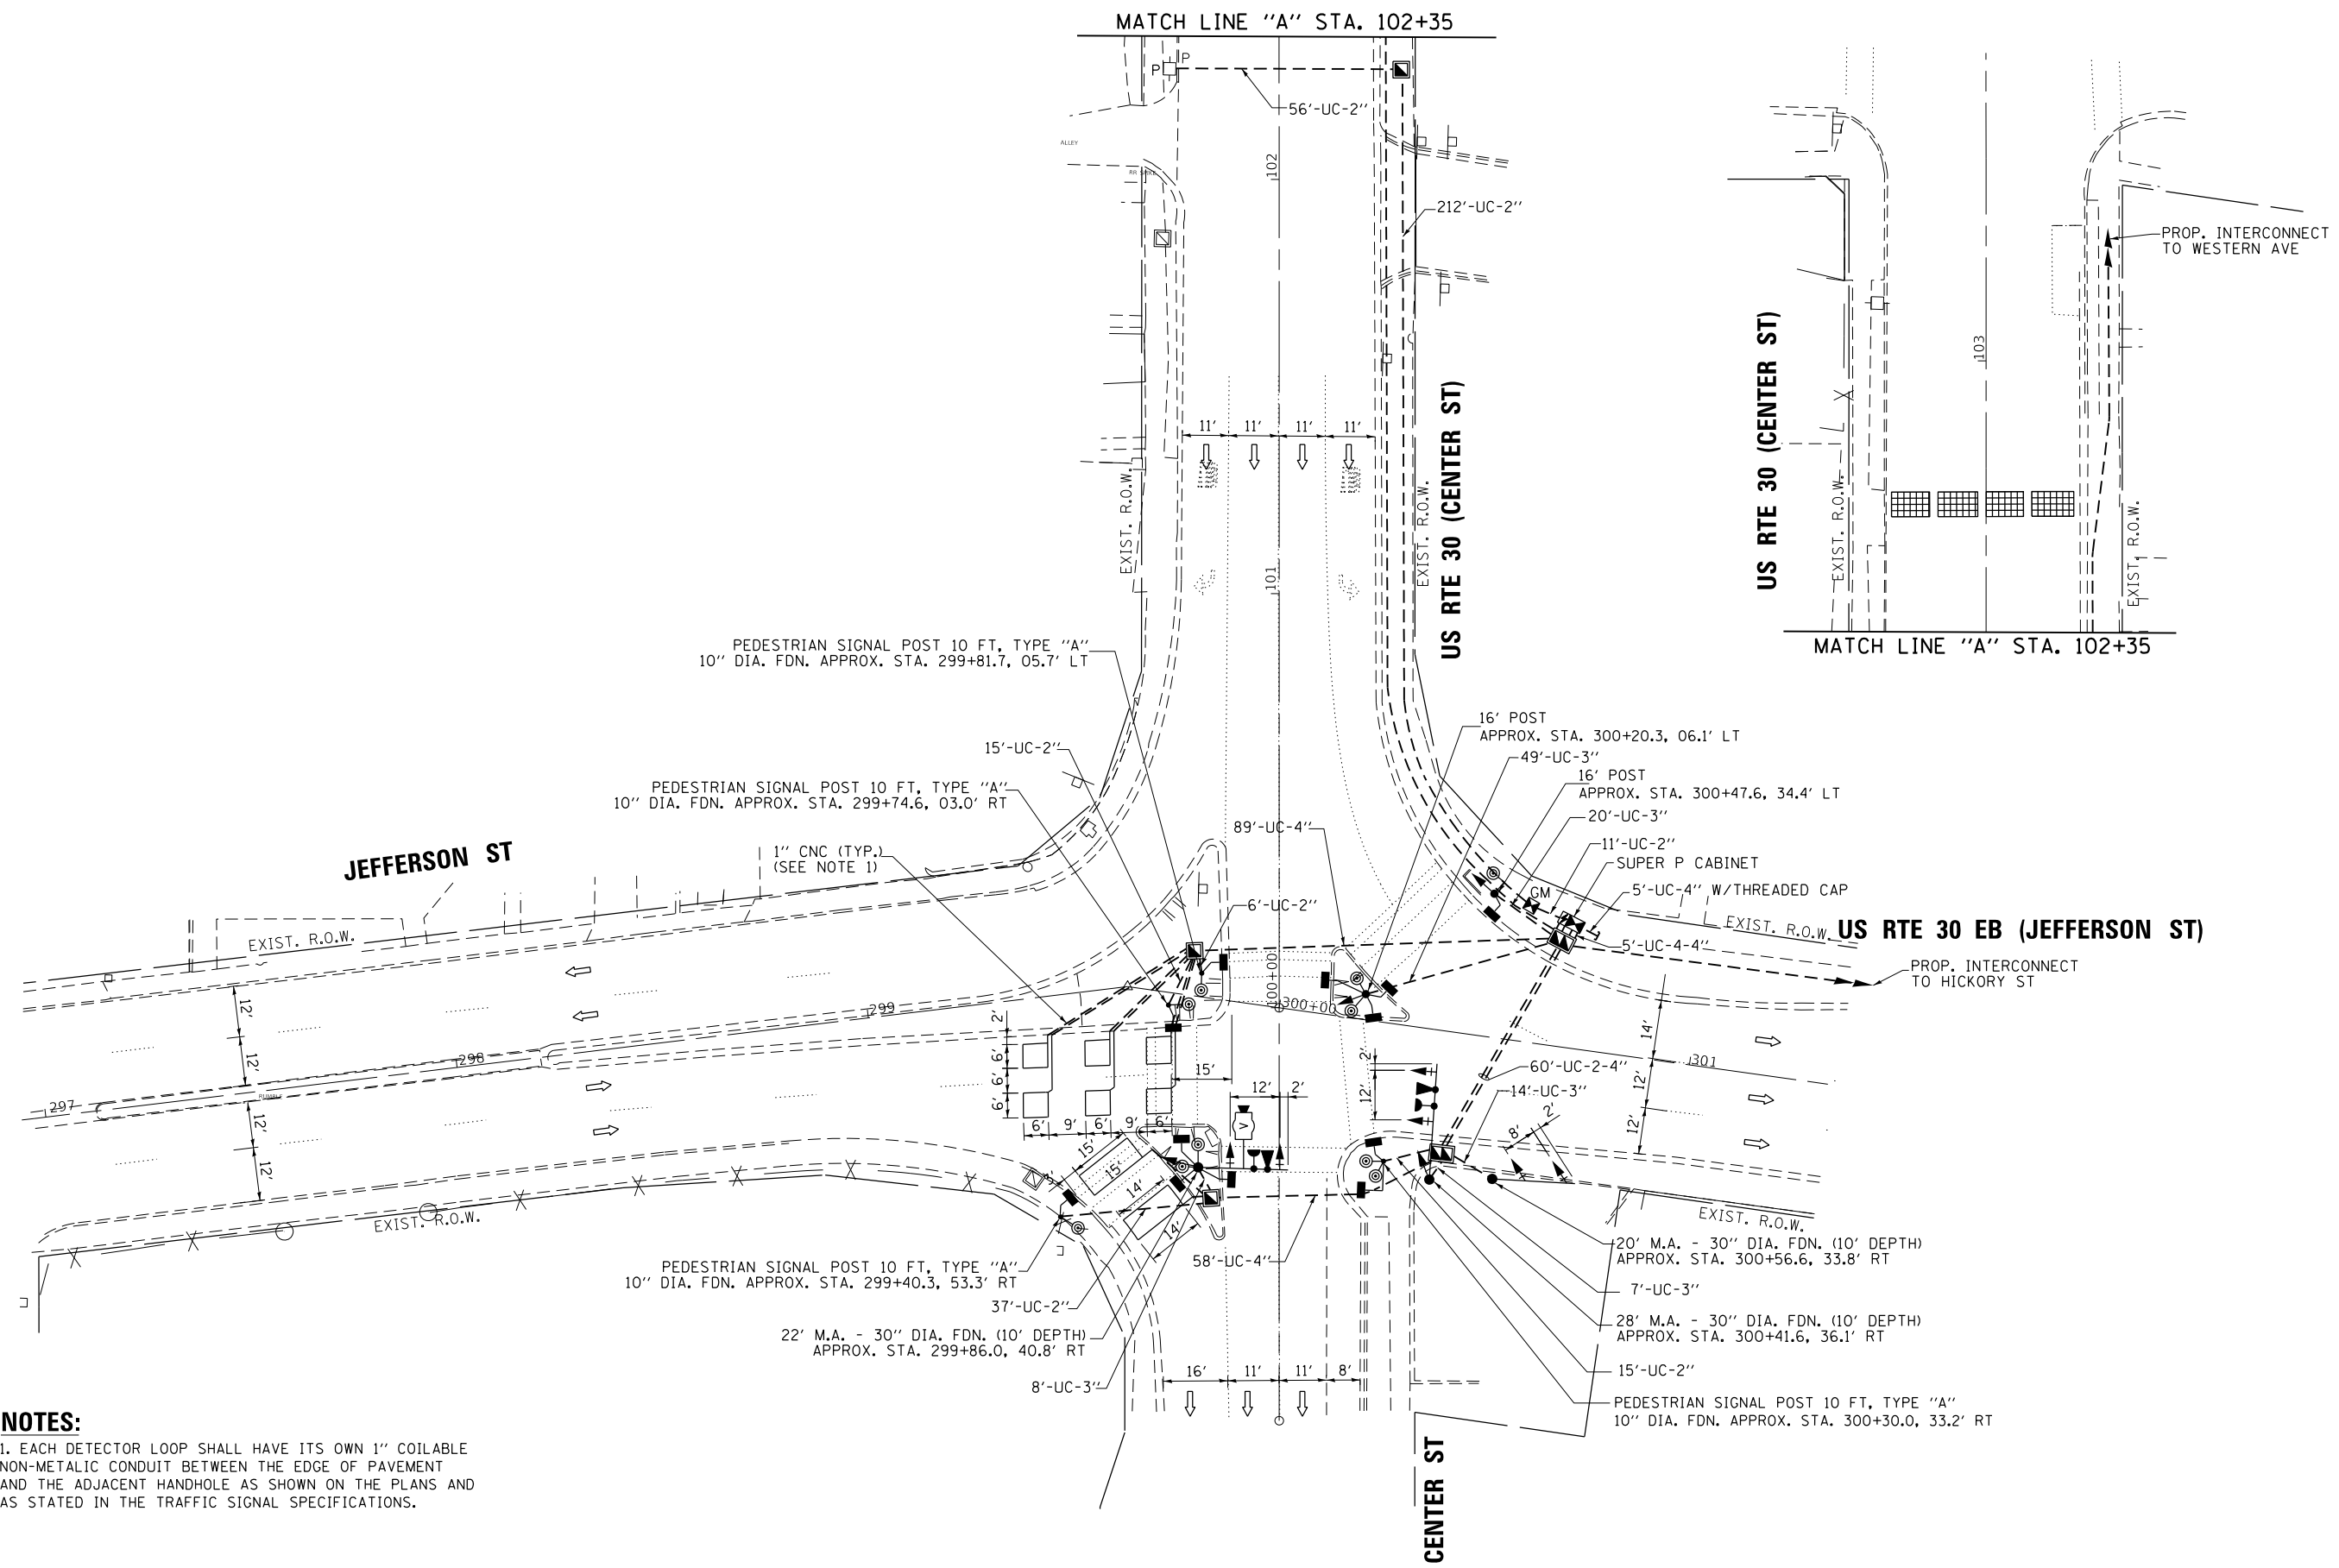 MATCH LINE "A" STA. 102+35
P
P
56'-UC-2"
ALLEY
102
RR SPIKE
212'-UC-2"
PROP. INTERCONNECT
TO WESTERN AVE
US RTE 30 (CENTER ST)
103
EXIST. R.O.W.
EXIST. R.O.W.
MATCH LINE "A" STA. 102+35
11'
11'
11'
11'
EXIST. R.O.W.
US RTE 30 (CENTER ST)
EXIST. R.O.W.
101
PEDESTRIAN SIGNAL POST 10 FT, TYPE "A"
10" DIA. FDN. APPROX. STA. 299+81.7, 05.7' LT
16' POST
APPROX. STA. 300+20.3, 06.1' LT
15'-UC-2"
49'-UC-3"
16' POST
APPROX. STA. 300+47.6, 34.4' LT
PEDESTRIAN SIGNAL POST 10 FT, TYPE "A"
10" DIA. FDN. APPROX. STA. 299+74.6, 03.0' RT
20'-UC-3"
89'-UC-4"
11'-UC-2"
JEFFERSON ST
1" CNC (TYP.)
(SEE NOTE 1)
SUPER P CABINET
GM
5'-UC-4" W/THREADED CAP
6'-UC-2"
EXIST. R.O.W.
EXIST. R.O.W.
US RTE 30 EB (JEFFERSON ST)
5'-UC-4-4"
PROP. INTERCONNECT
TO HICKORY ST
100+00
300+00
299
298
297
301
RUMBLE
12'
12'
12'
12'
2'
6'
6'
6'
15'
12'
2'
2'
12'
14'
12'
12'
60'-UC-2-4"
14'-UC-3"
6'
9'
6'
9'
6'
V
2'
8'
15'
15'
3'
14'
14'
EXIST. R.O.W.
EXIST. R.O.W.
PEDESTRIAN SIGNAL POST 10 FT, TYPE "A"
10" DIA. FDN. APPROX. STA. 299+40.3, 53.3' RT
58'-UC-4"
20' M.A. - 30" DIA. FDN. (10' DEPTH)
APPROX. STA. 300+56.6, 33.8' RT
7'-UC-3"
37'-UC-2"
28' M.A. - 30" DIA. FDN. (10' DEPTH)
APPROX. STA. 300+41.6, 36.1' RT
22' M.A. - 30" DIA. FDN. (10' DEPTH)
APPROX. STA. 299+86.0, 40.8' RT
15'-UC-2"
8'-UC-3"
16'
11'
11'
8'
PEDESTRIAN SIGNAL POST 10 FT, TYPE "A"
10" DIA. FDN. APPROX. STA. 300+30.0, 33.2' RT
CENTER ST
NOTES:
1. EACH DETECTOR LOOP SHALL HAVE ITS OWN 1" COILABLE
NON-METALIC CONDUIT BETWEEN THE EDGE OF PAVEMENT
AND THE ADJACENT HANDHOLE AS SHOWN ON THE PLANS AND
AS STATED IN THE TRAFFIC SIGNAL SPECIFICATIONS.